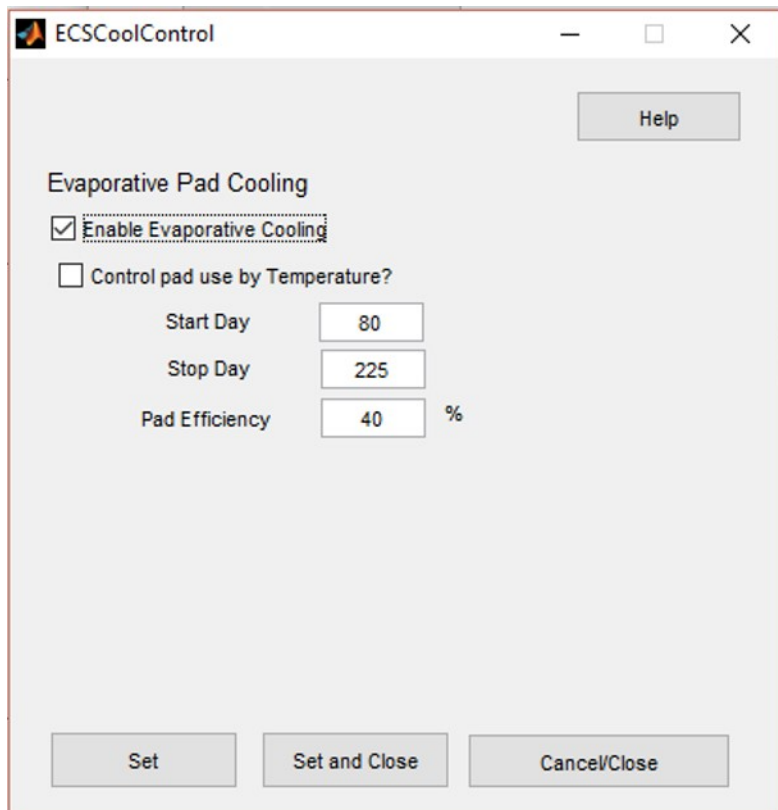 ECSCoolControl
Help
Evaporative Pad Cooling
Enable Evaporative Cooling
Control pad use by Temperature?
Start Day 80
Stop Day 225
Pad Efficiency 40 %
Set Set and Close Cancel/Close